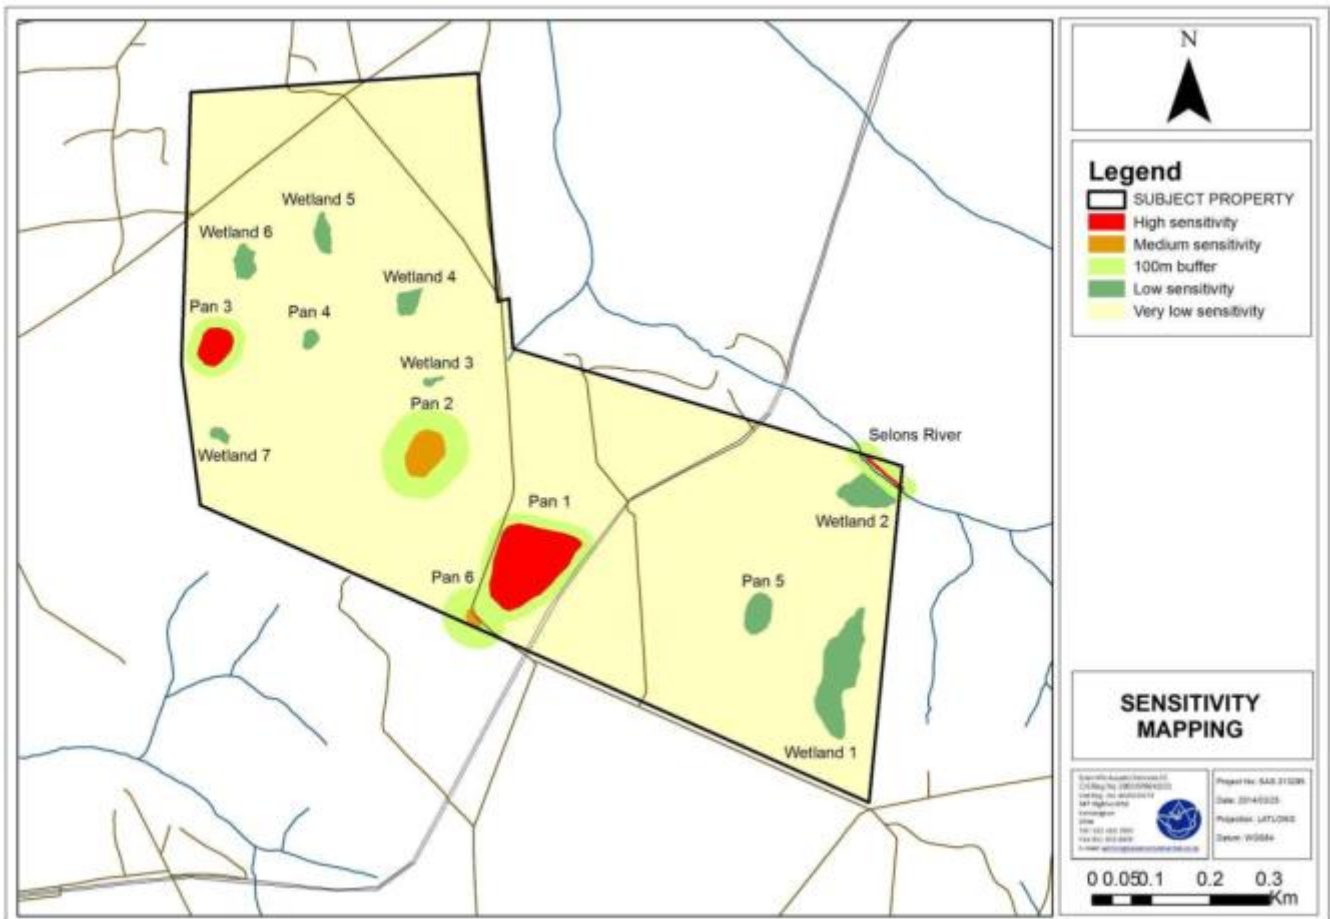 N
Legend
SUBJECT PROPERTY
High sensitivity
Medium sensitivity
100m buffer
Low sensitivity
Very low sensitivity
Wetland 5
Wetland 6
Wetland 4
Pan 3
Pan 4
Wetland 3
Pan 2
Wetland 7
Selons River
Pan 1
Wetland 2
Pan 6
Pan 5
Wetland 1
SENSITIVITY
MAPPING
Date: 2014/03/25
Projection: LATLONG
Datum: WGS84
0 0.050.1 0.2 0.3
Km